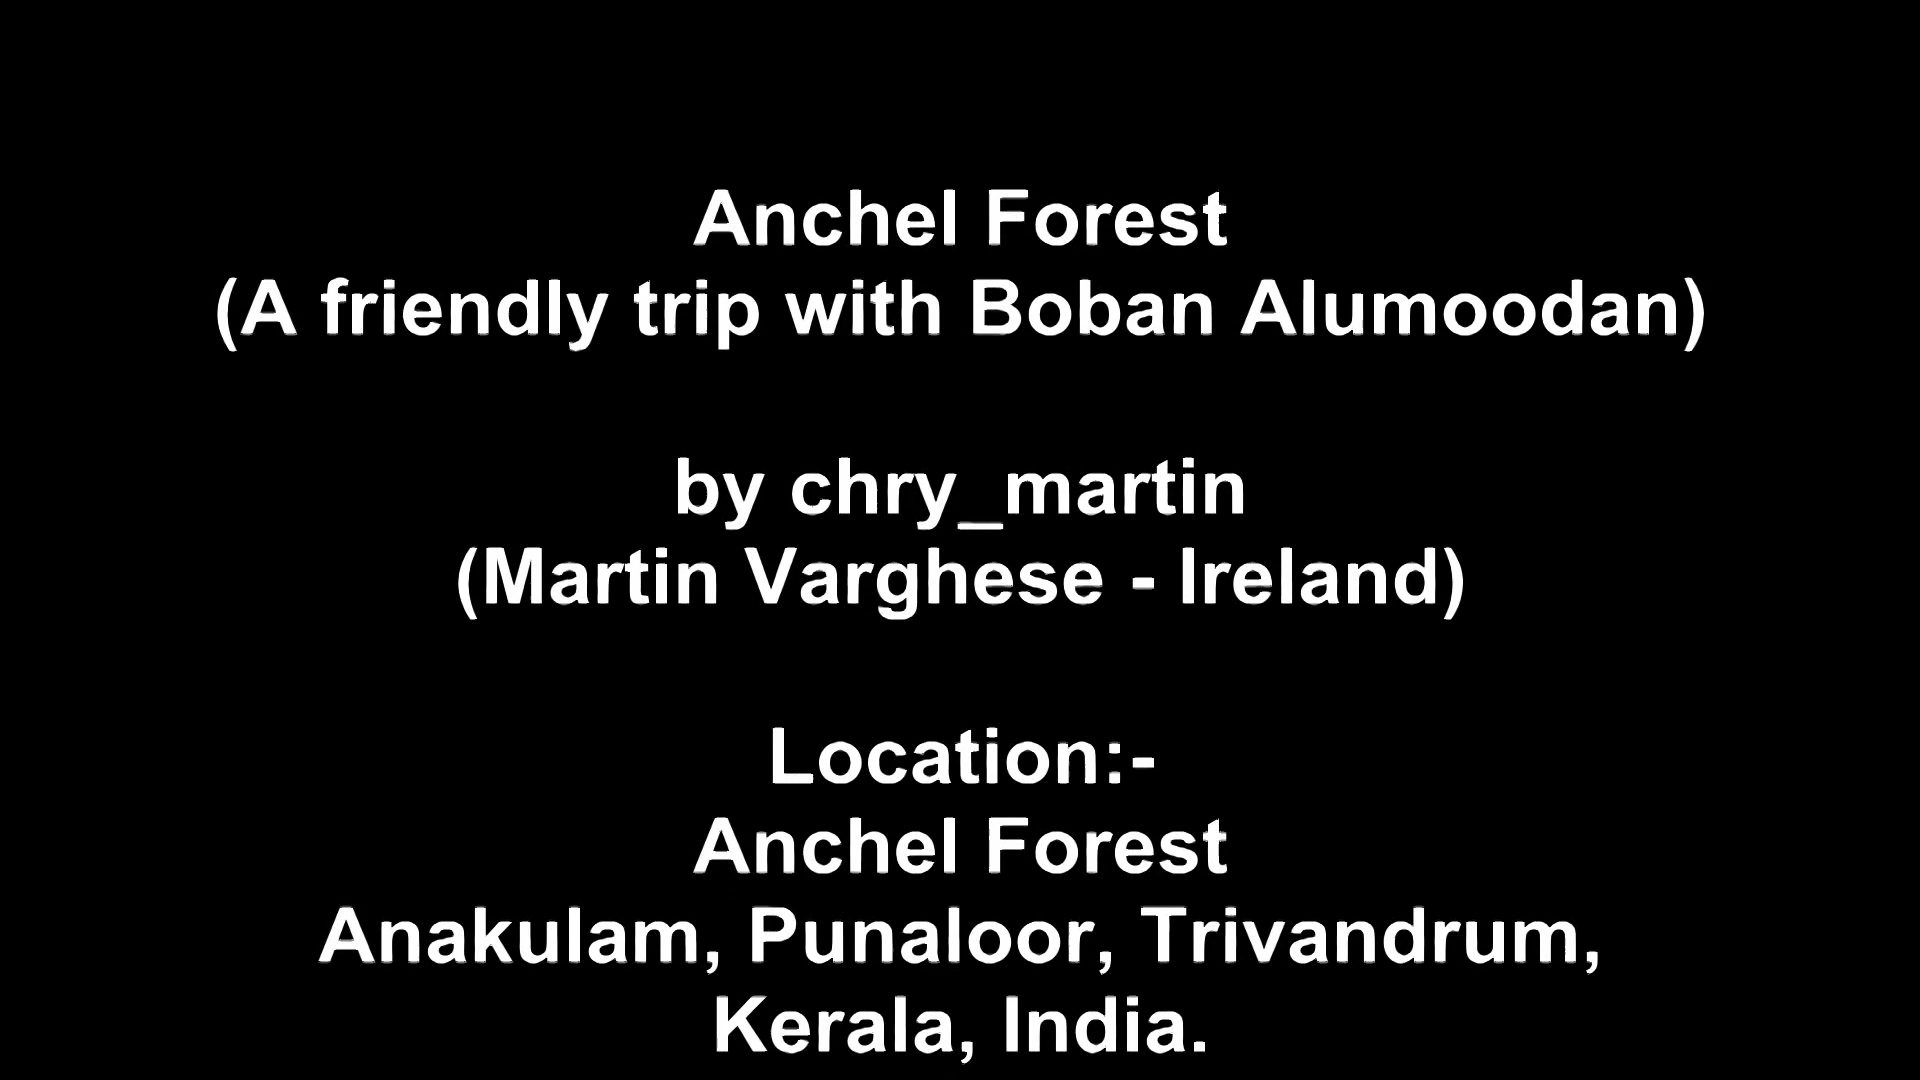 Anchel Forest
(A friendly trip with Boban Alumoodan)
by chry_martin
(Martin Varghese - Ireland)
Location:-
Anchel Forest
Anakulam, Punaloor, Trivandrum,
Kerala, India.